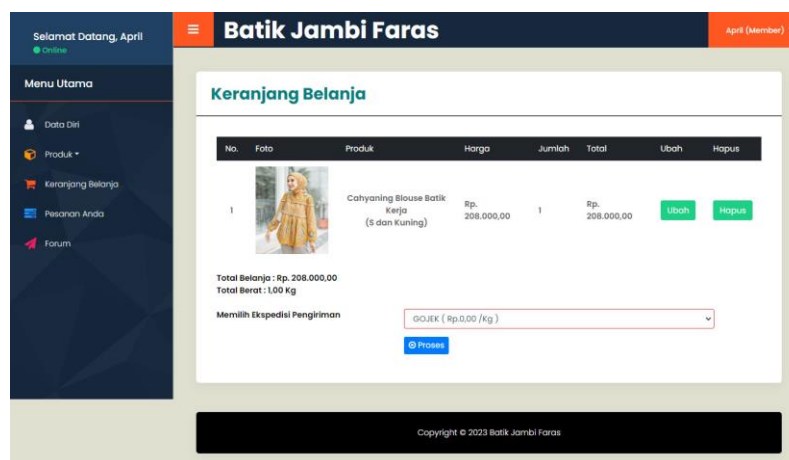 Selamat Datang, April
Online
Batik Jambi Faras
April (Member)
Menu Utama
Data Diri
Produk
Keranjang Belanja
Pesanan Anda
Forum
Keranjang Belanja
No. Foto Produk Harga Jumlah Total Ubah Hapus
1 Cahyaning Blouse Batik Kerja (S dan Kuning) Rp. 208.000,00 1 Rp. 208.000,00 Ubah Hapus
Total Belanja : Rp. 208.000,00
Total Berat : 1,00 Kg
Memilih Ekspedisi Pengiriman GOJEK ( Rp.0,00 /Kg )
Proses
Copyright © 2023 Batik Jambi Faras